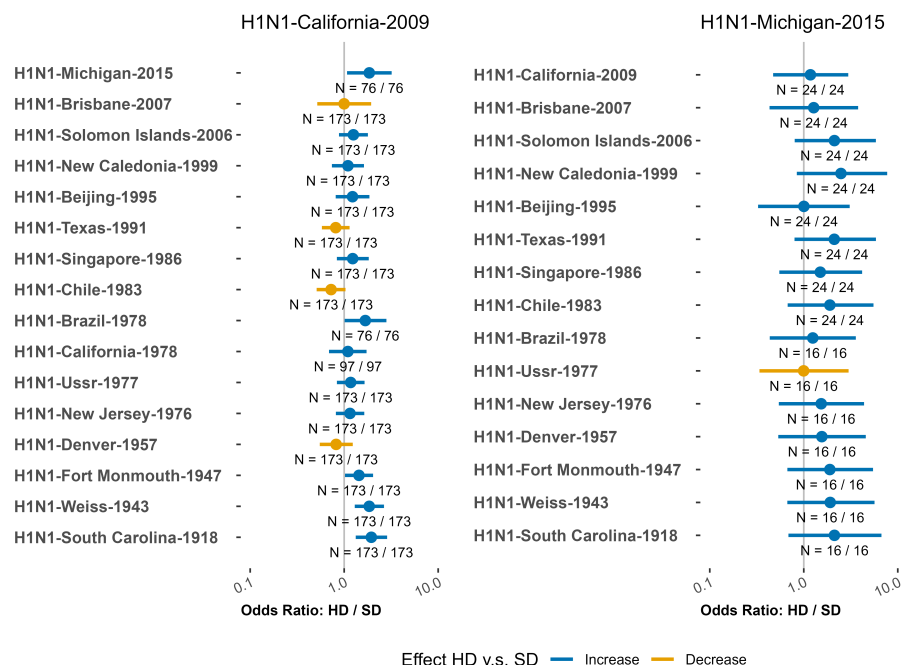 H1N1-California-2009
H1N1-Michigan-2015
N = 76 / 76
H1N1-Brisbane-2007
N = 173 / 173
H1N1-Solomon Islands-2006
N = 173 / 173
H1N1-New Caledonia-1999
N = 173 / 173
H1N1-Beijing-1995
N = 173 / 173
H1N1-Texas-1991
N = 173 / 173
H1N1-Singapore-1986
N = 173 / 173
H1N1-Chile-1983
N = 173 / 173
H1N1-Brazil-1978
N = 76 / 76
H1N1-California-1978
N = 97 / 97
H1N1-Ussr-1977
N = 173 / 173
H1N1-New Jersey-1976
N = 173 / 173
H1N1-Denver-1957
N = 173 / 173
H1N1-Fort Monmouth-1947
N = 173 / 173
H1N1-Weiss-1943
N = 173 / 173
H1N1-South Carolina-1918
N = 173 / 173
0.1 1.0 10.0
Odds Ratio: HD / SD
H1N1-Michigan-2015
H1N1-California-2009
N = 24 / 24
H1N1-Brisbane-2007
N = 24 / 24
H1N1-Solomon Islands-2006
N = 24 / 24
H1N1-New Caledonia-1999
N = 24 / 24
H1N1-Beijing-1995
N = 24 / 24
H1N1-Texas-1991
N = 24 / 24
H1N1-Singapore-1986
N = 24 / 24
H1N1-Chile-1983
N = 24 / 24
H1N1-Brazil-1978
N = 16 / 16
H1N1-Ussr-1977
N = 16 / 16
H1N1-New Jersey-1976
N = 16 / 16
H1N1-Denver-1957
N = 16 / 16
H1N1-Fort Monmouth-1947
N = 16 / 16
H1N1-Weiss-1943
N = 16 / 16
H1N1-South Carolina-1918
N = 16 / 16
0.1 1.0 10.0
Odds Ratio: HD / SD
Effect HD v.s. SD Increase Decrease